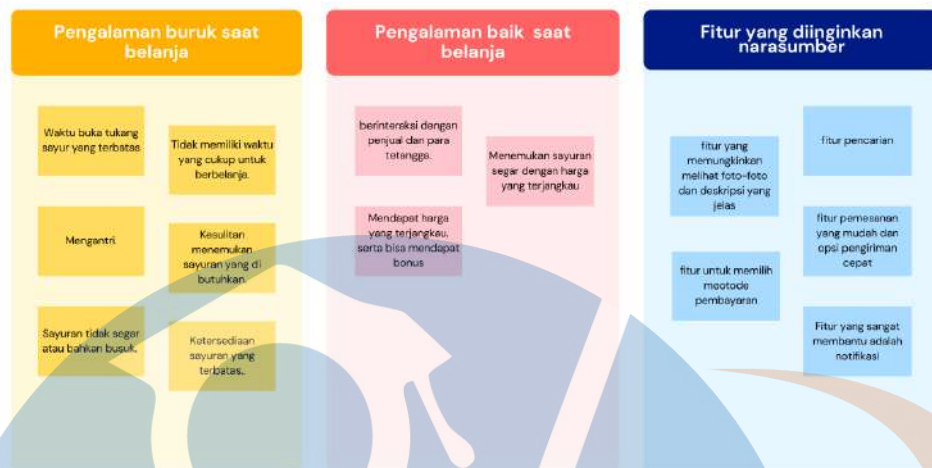 Pengalaman buruk saat
belanja
Waktu buka tukang
sayur yang terbatas
Tidak memiliki waktu
yang cukup untuk
berbelanja.
Mengantri.
Kesulitan
menemukan
sayuran yang di
butuhkan.
Sayuran tidak segar
atau bahkan busuk.
Ketersediaan
sayuran yang
terbatas..
Pengalaman baik saat
belanja
berinteraksi dengan
penjual dan para
tetangga.
Menemukan sayuran
segar dengan harga
yang terjangkau
Mendapat harga
yang terjangkau,
serta bisa mendapat
bonus
Fitur yang diinginkan
narasumber
fitur yang
memungkinkan
melihat foto-foto
dan deskripsi yang
jelas
fitur pencarian
fitur pemesanan
yang mudah dan
opsi pengiriman
cepat
fitur untuk memilih
meotode
pembayaran
Fitur yang sangat
membantu adalah
notifikasi